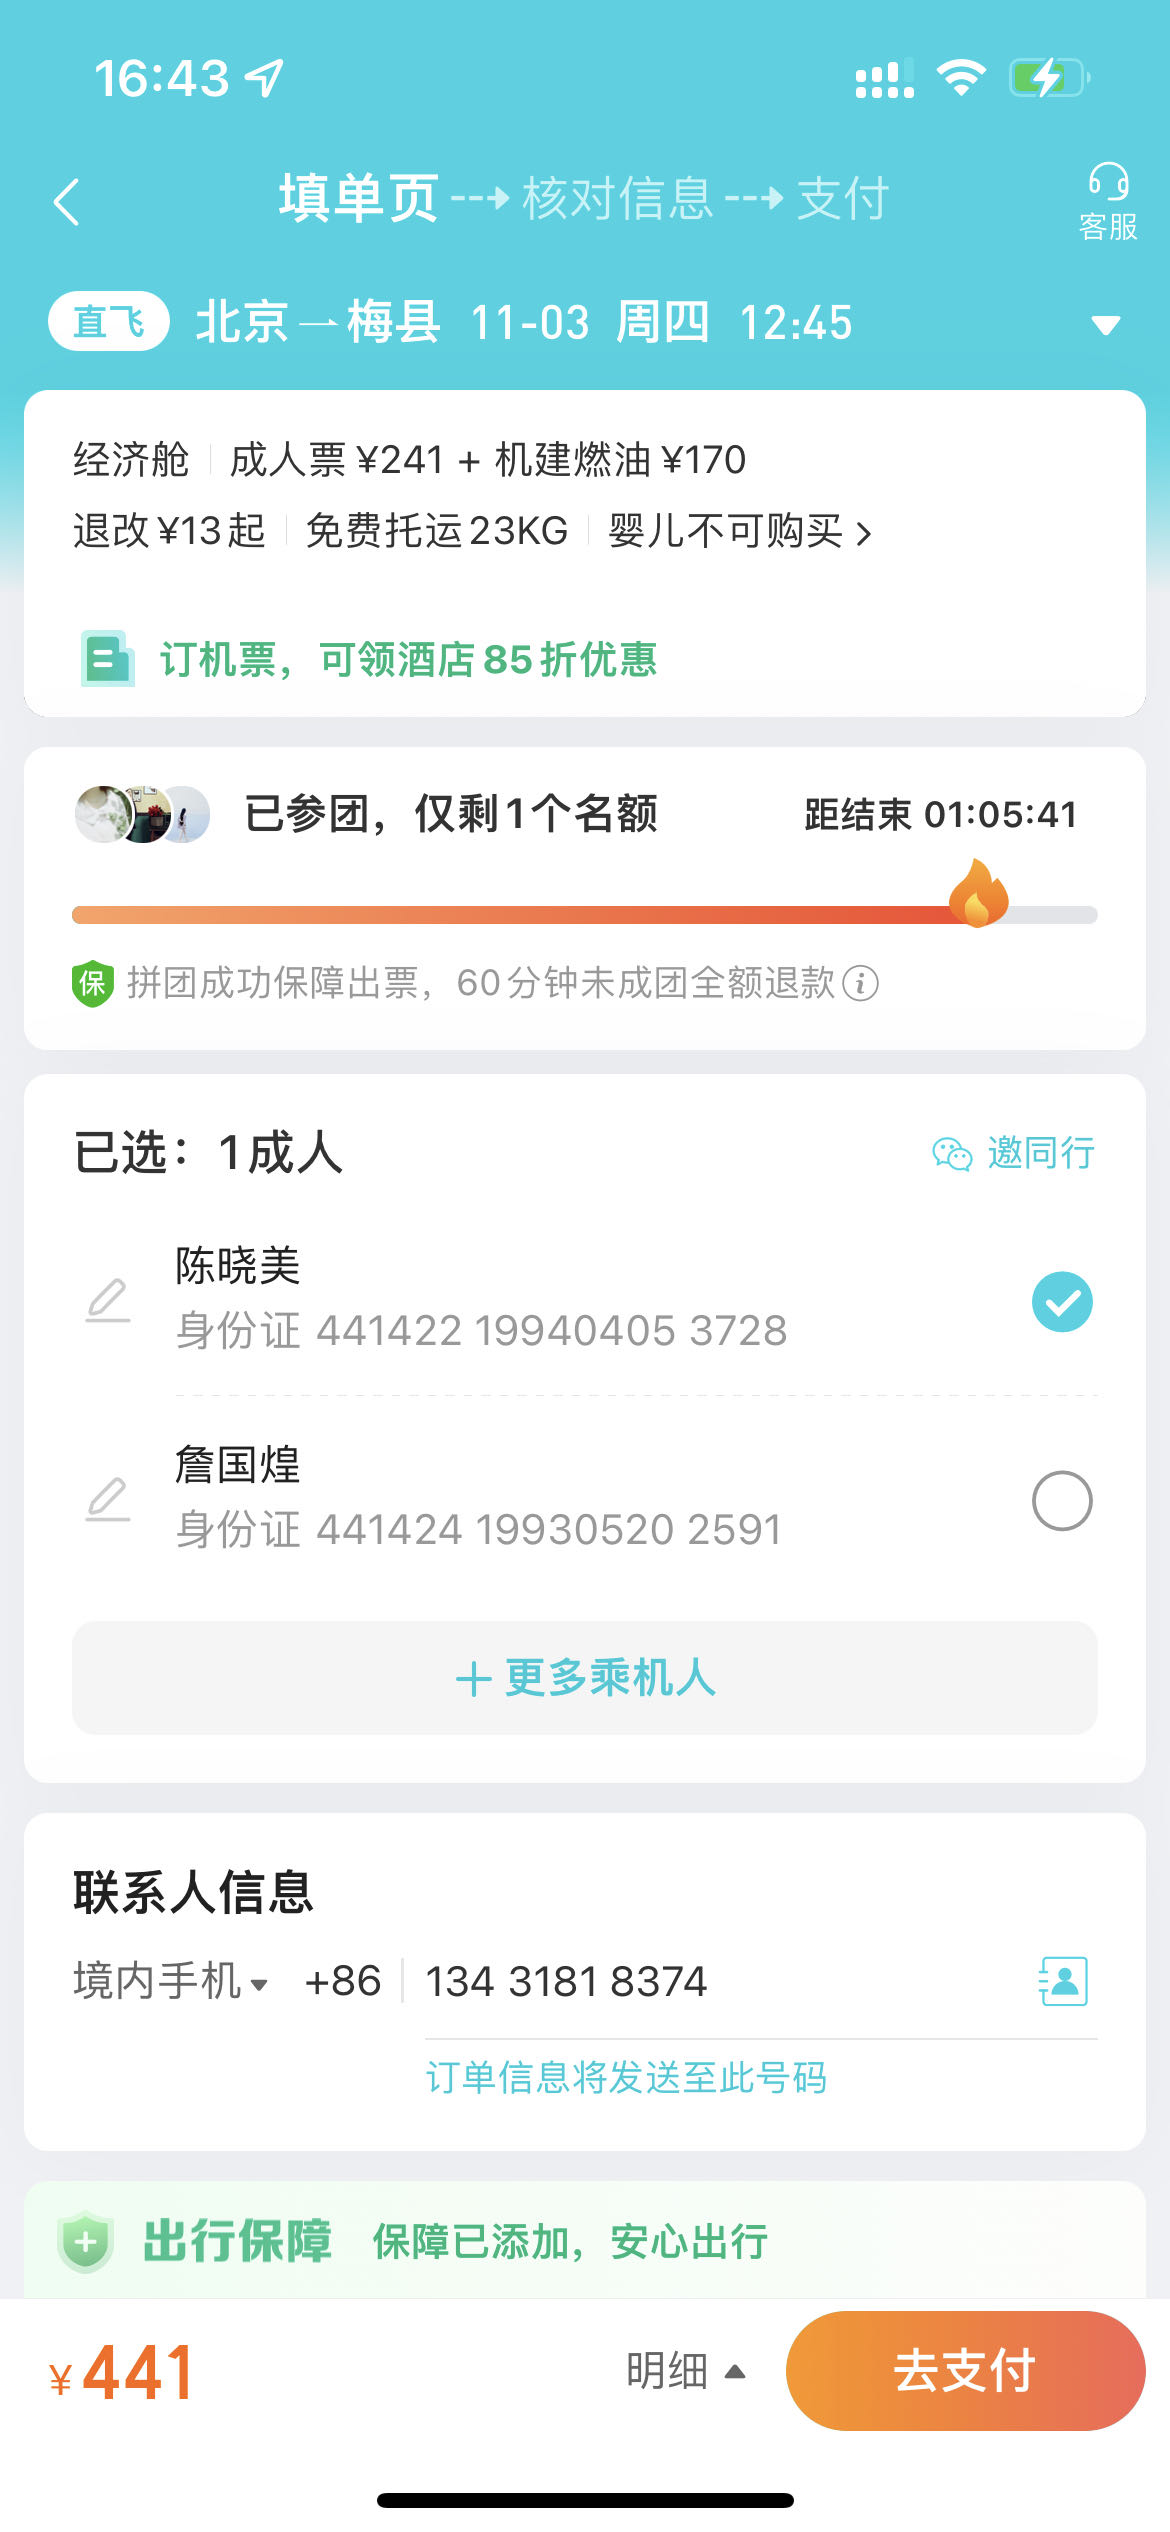 16:43
填单页 核对信息 支付
客服
直飞 北京 梅县 11-03 周四 12:45
经济舱 成人票 ¥241 + 机建燃油 ¥170
退改 ¥13 起 免费托运 23KG 婴儿不可购买
订机票，可领酒店 85 折优惠
已参团，仅剩 1 个名额 距结束 01:05:41
保 拼团成功保障出票，60 分钟未成团全额退款
已选：1 成人 邀同行
陈晓美
身份证 441422 19940405 3728
詹国煌
身份证 441424 19930520 2591
更多乘机人
联系人信息
境内手机 +86 134 3181 8374
订单信息将发送至此号码
出行保障 保障已添加，安心出行
¥ 441 明细 去支付